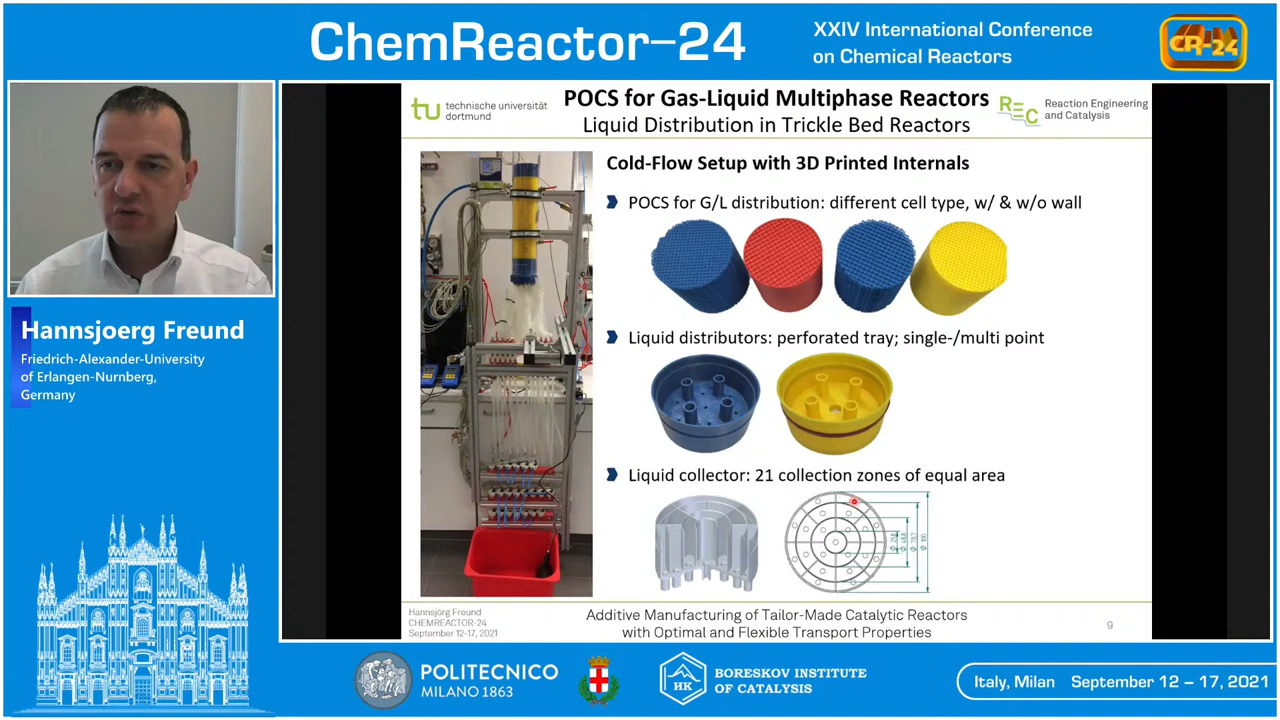 ChemReactor-24
XXIV International Conference
on Chemical Reactors
CR-24
tu technische universität
dortmund
POCS for Gas-Liquid Multiphase Reactors
Liquid Distribution in Trickle Bed Reactors
REC Reaction Engineering
and Catalysis
Cold-Flow Setup with 3D Printed Internals
POCS for G/L distribution: different cell type, w/ & w/o wall
Liquid distributors: perforated tray; single-/multi point
Liquid collector: 21 collection zones of equal area
Hannsjoerg Freund
Friedrich-Alexander-University
of Erlangen-Nurnberg,
Germany
Hannsjörg Freund
CHEMREACTOR-24
September 12-17, 2021
Additive Manufacturing of Tailor-Made Catalytic Reactors
with Optimal and Flexible Transport Properties
9
POLITECNICO
MILANO 1863
НК
BORESKOV INSTITUTE
OF CATALYSIS
Italy, Milan September 12 – 17, 2021